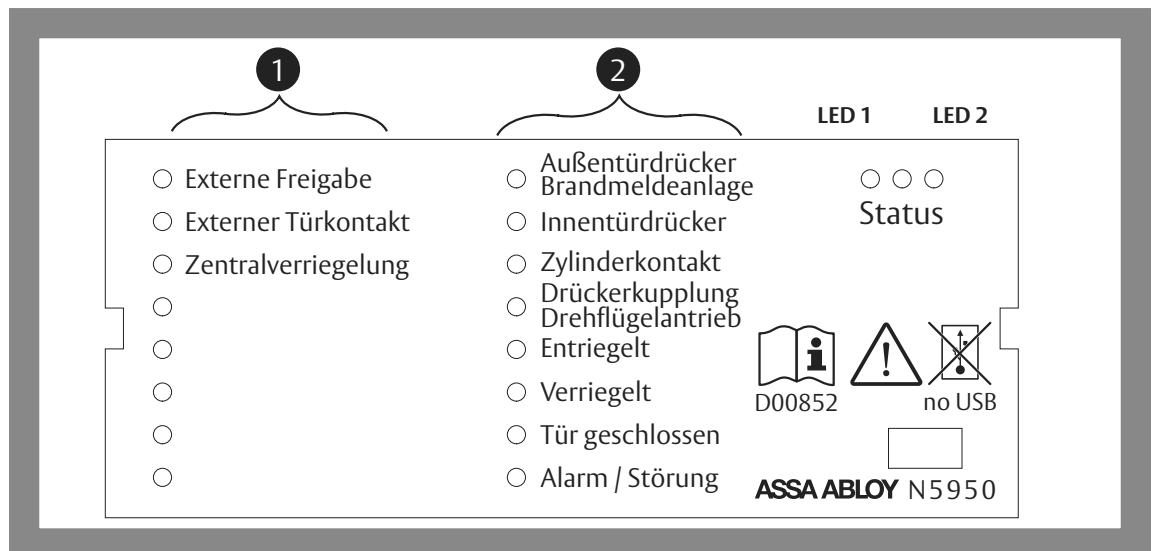 1
2
LED 1
LED 2
Externe Freigabe
Externer Türkontakt
Zentralverriegelung
Außentürdrücker
Brandmeldeanlage
Innentürdrücker
Zylinderkontakt
Drückerkupplung
Drehflügelantrieb
Entriegelt
Verriegelt
Tür geschlossen
Alarm / Störung
Status
D00852
no USB
ASSA ABLOY N5950